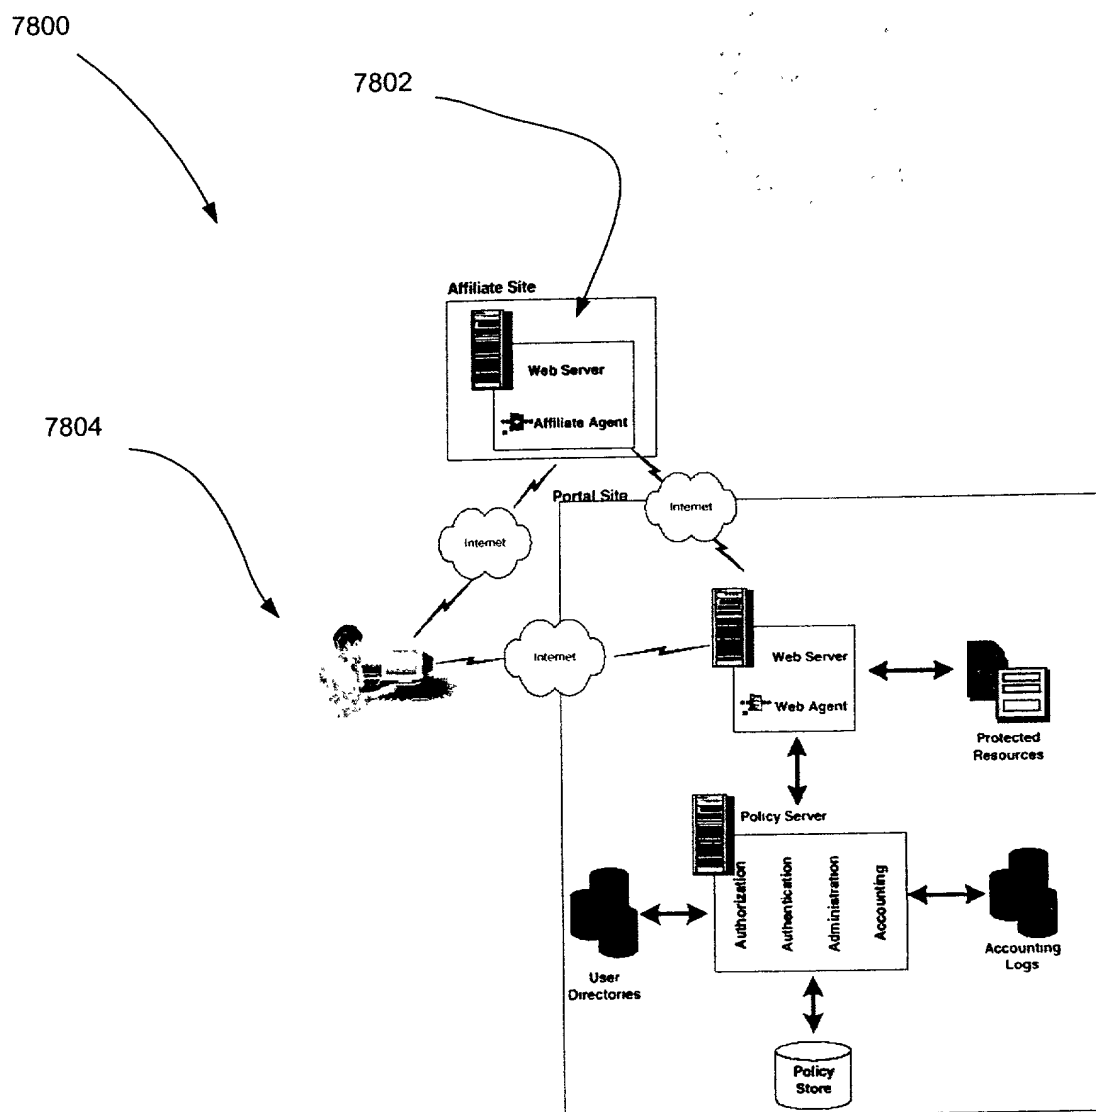 7800
7802
Affiliate Site
Web Server
Affiliate Agent
7804
Portal Site
Internet
Internet
Internet
Web Server
Web Agent
Protected
Resources
Policy Server
Authorization
Authentication
Administration
Accounting
User
Directories
Accounting
Logs
Policy
Store